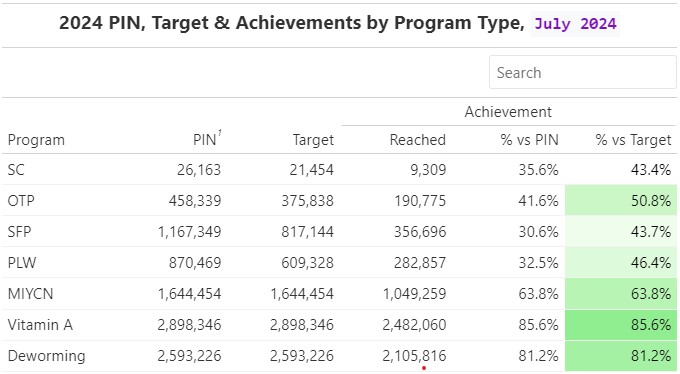 2024 PIN, Target & Achievements by Program Type, July 2024
Search
Achievement
Program PIN1 Target Reached % vs PIN % vs Target
SC 26,163 21,454 9,309 35.6% 43.4%
OTP 458,339 375,838 190,775 41.6% 50.8%
SFP 1,167,349 817,144 356,696 30.6% 43.7%
PLW 870,469 609,328 282,857 32.5% 46.4%
MIYCN 1,644,454 1,644,454 1,049,259 63.8% 63.8%
Vitamin A 2,898,346 2,898,346 2,482,060 85.6% 85.6%
Deworming 2,593,226 2,593,226 2,105,816 81.2% 81.2%